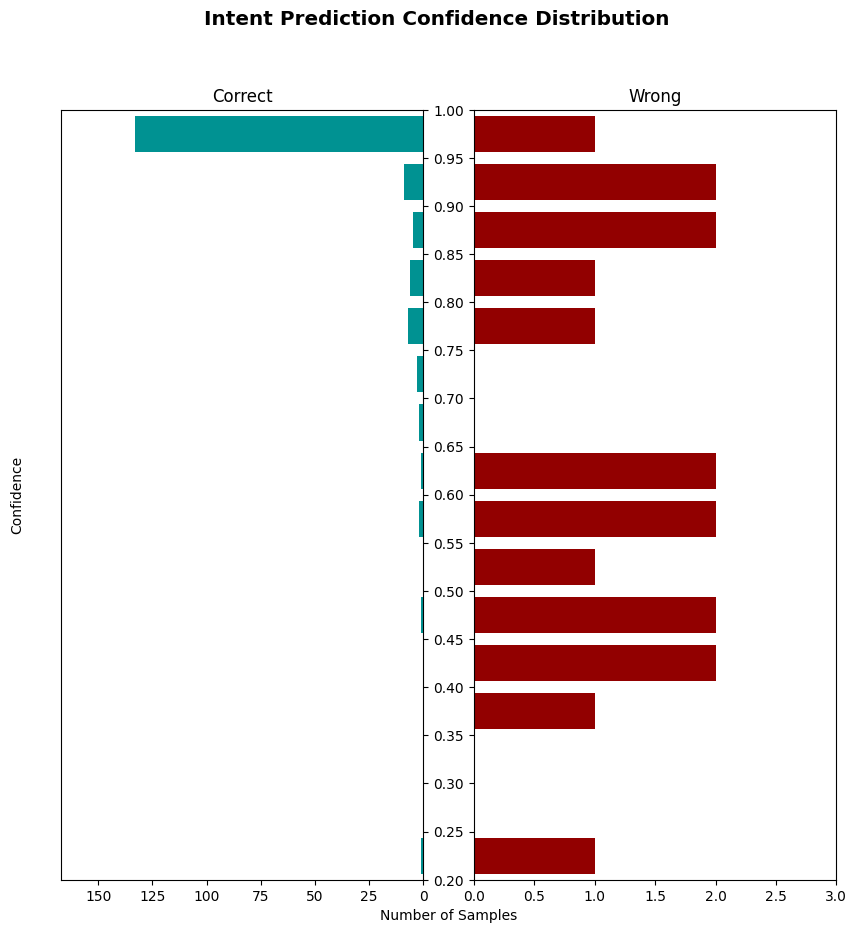 Intent Prediction Confidence Distribution
Correct
Wrong
1.00
0.95
0.90
0.85
0.80
0.75
0.70
0.65
0.60
0.55
0.50
0.45
0.40
0.35
0.30
0.25
0.20
Confidence
150 125 100 75 50 25 0
0.0 0.5 1.0 1.5 2.0 2.5 3.0
Number of Samples